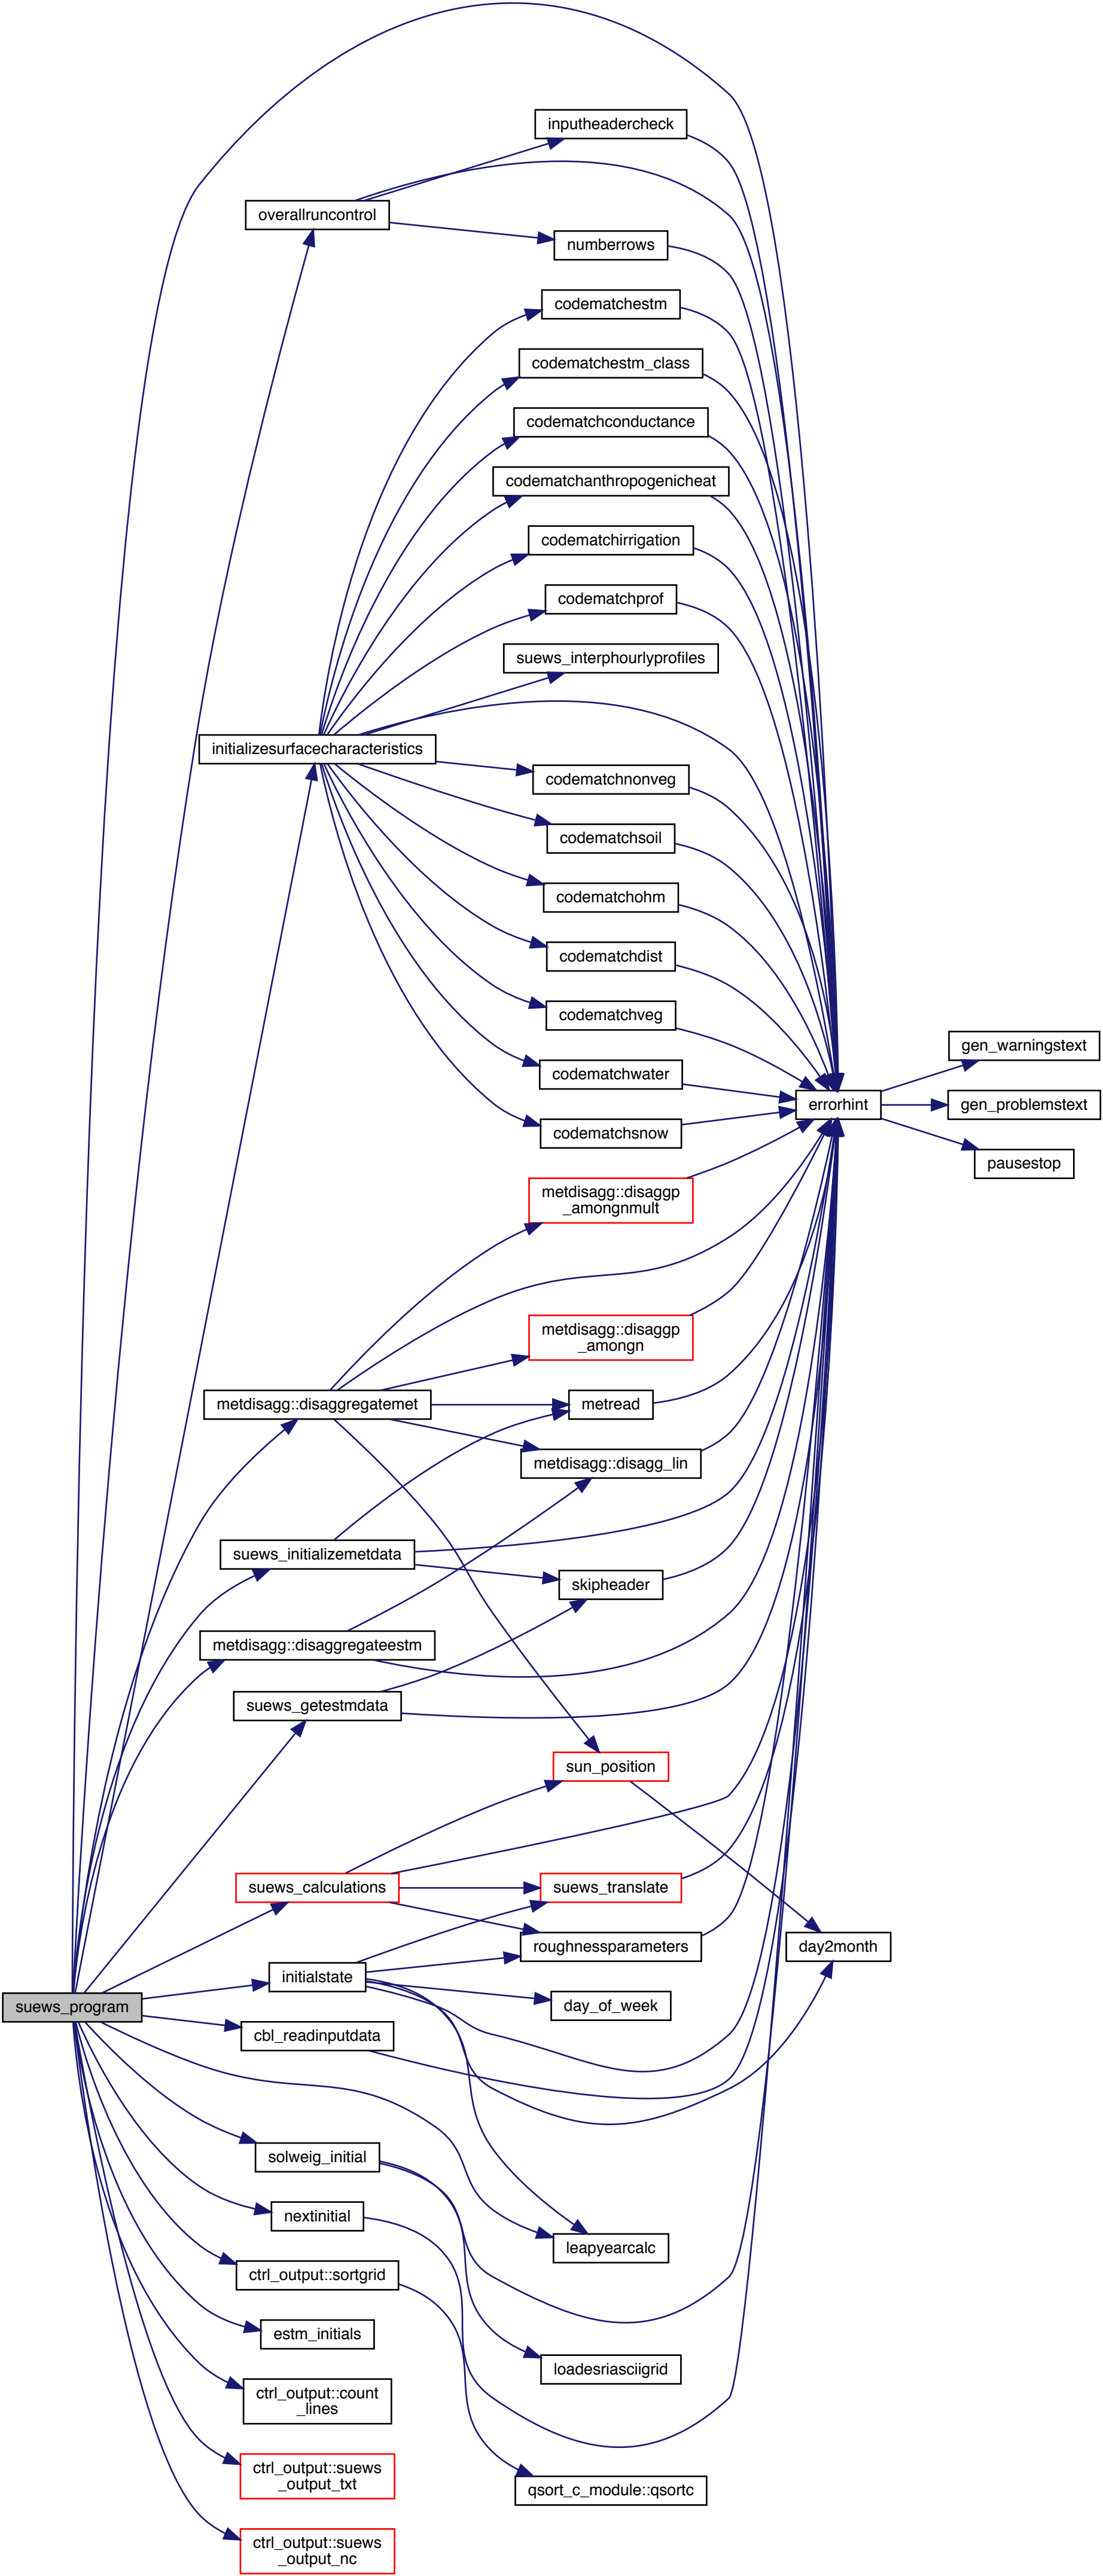 inputheadercheck
overallruncontrol
numberrows
codematchestm
codematchestm_class
codematchconductance
codematchanthropogenicheat
codematchirrigation
codematchprof
suews_interphourlyprofiles
initializesurfacecharacteristics
codematchnonveg
codematchsoil
codematchohm
codematchdist
codematchveg
gen_warningstext
codematchwater
errorhint
gen_problemstext
codematchsnow
pausestop
metdisagg::disaggp
_amongnmult
metdisagg::disaggp
_amongn
metdisagg::disaggregatemet
metread
metdisagg::disagg_lin
suews_initializemetdata
skipheader
metdisagg::disaggregateestm
suews_getestmdata
sun_position
suews_calculations
suews_translate
roughnessparameters
day2month
initialstate
suews_program
day_of_week
cbl_readinputdata
solweig_initial
nextinitial
leapyearcalc
ctrl_output::sortgrid
estm_initials
loadesriasciigrid
ctrl_output::count
_lines
ctrl_output::suews
_output_txt
qsort_c_module::qsortc
ctrl_output::suews
_output_nc